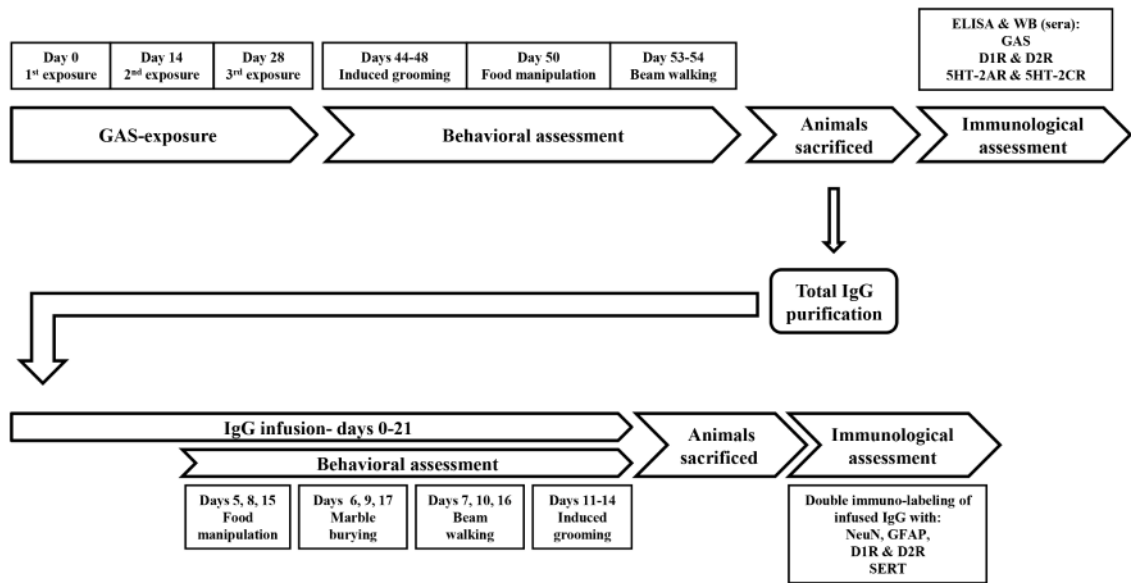 Day 0
1st exposure
Day 14
2nd exposure
Day 28
3rd exposure
Days 44-48
Induced grooming
Day 50
Food manipulation
Day 53-54
Beam walking
ELISA & WB (sera):
GAS
D1R & D2R
5HT-2AR & 5HT-2CR
GAS-exposure
Behavioral assessment
Animals
sacrificed
Immunological
assessment
Total IgG
purification
IgG infusion- days 0-21
Behavioral assessment
Animals
sacrificed
Immunological
assessment
Days 5, 8, 15
Food
manipulation
Days 6, 9, 17
Marble
burying
Days 7, 10, 16
Beam
walking
Days 11-14
Induced
grooming
Double immuno-labeling of
infused IgG with:
NeuN, GFAP,
D1R & D2R
SERT